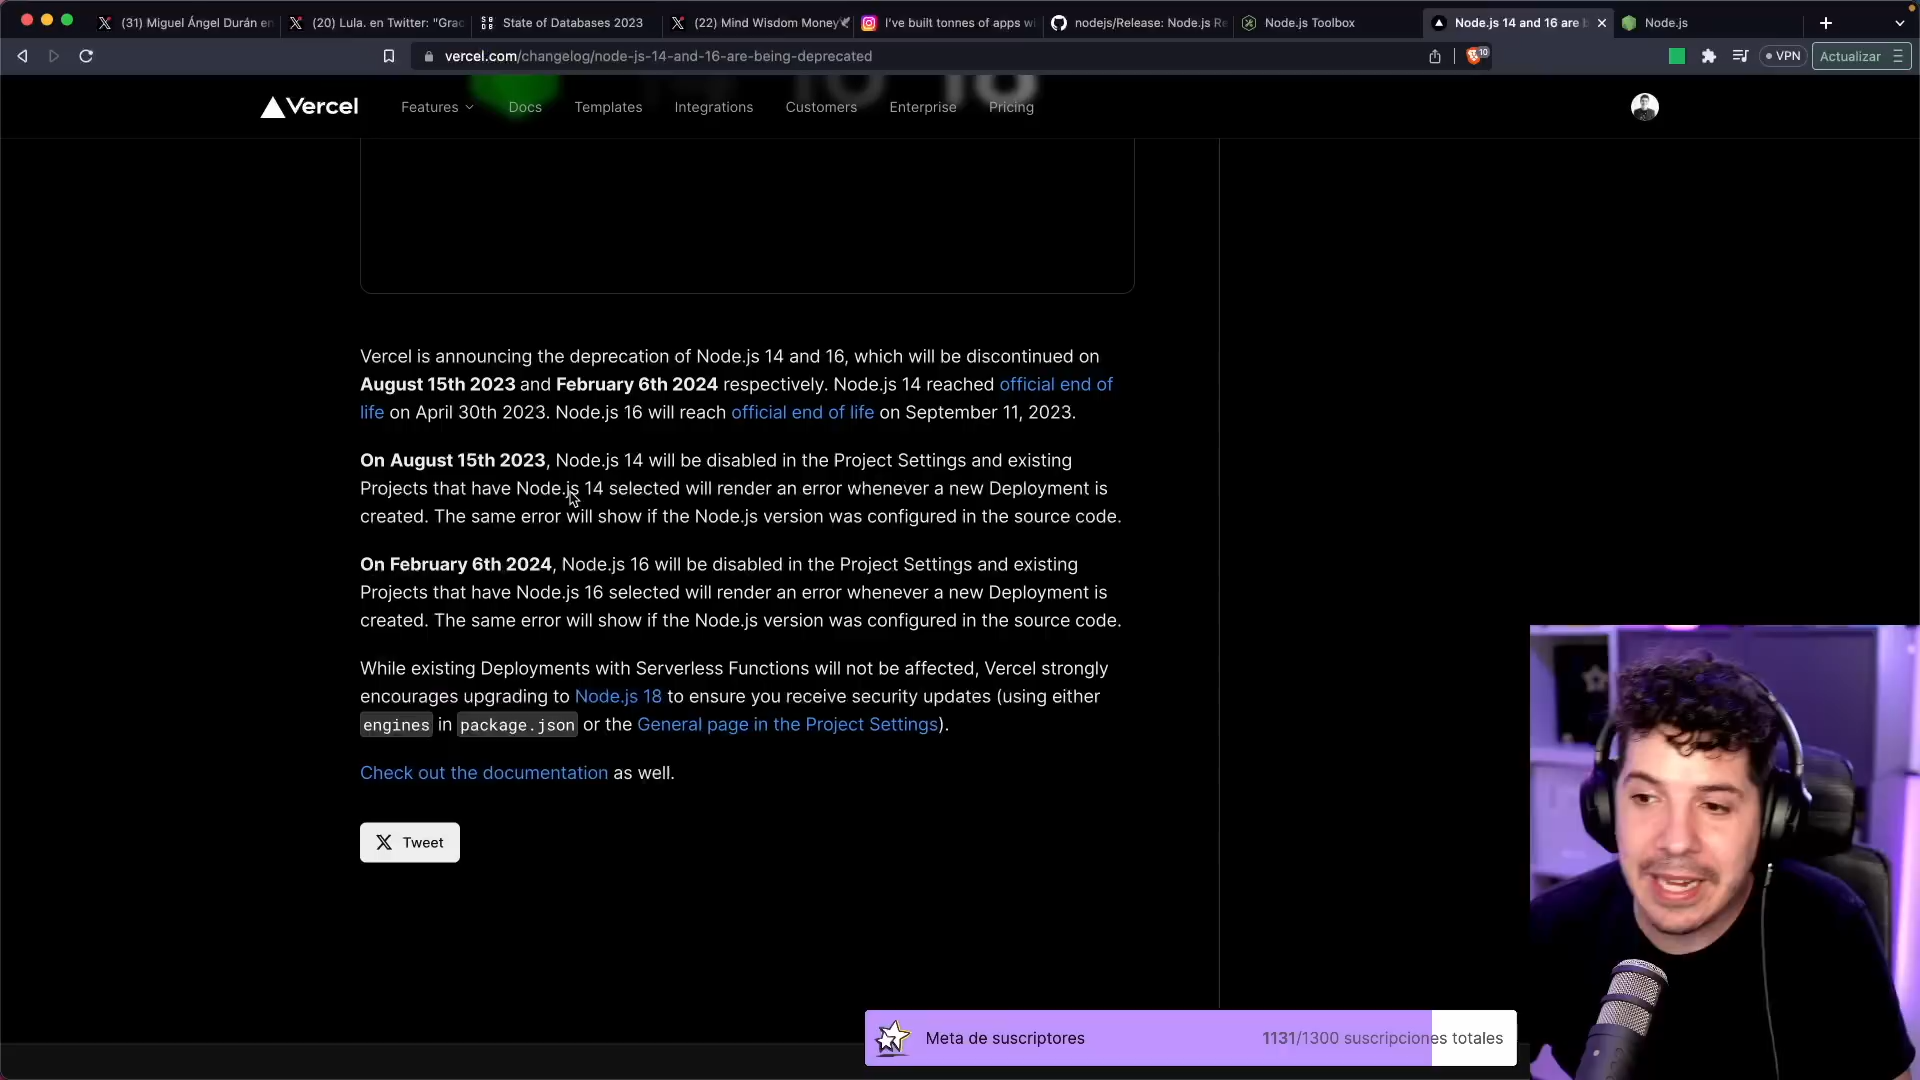 (31) Miguel Ángel Durán en
(20) Lula. en Twitter: "Grac
State of Databases 2023
(22) Mind Wisdom Money
I've built tonnes of apps wi
nodejs/Release: Node.js Re
Node.js Toolbox
Node.js 14 and 16 are b
Node.js
vercel.com/changelog/node-js-14-and-16-are-being-deprecated
10
VPN
Actualizar
Vercel
Features
Docs
Templates
Integrations
Customers
Enterprise
Pricing
Vercel is announcing the deprecation of Node.js 14 and 16, which will be discontinued on
August 15th 2023 and February 6th 2024 respectively. Node.js 14 reached official end of
life on April 30th 2023. Node.js 16 will reach official end of life on September 11, 2023.
On August 15th 2023, Node.js 14 will be disabled in the Project Settings and existing
Projects that have Node.js 14 selected will render an error whenever a new Deployment is
created. The same error will show if the Node.js version was configured in the source code.
On February 6th 2024, Node.js 16 will be disabled in the Project Settings and existing
Projects that have Node.js 16 selected will render an error whenever a new Deployment is
created. The same error will show if the Node.js version was configured in the source code.
While existing Deployments with Serverless Functions will not be affected, Vercel strongly
encourages upgrading to Node.js 18 to ensure you receive security updates (using either
engines in package.json or the General page in the Project Settings).
Check out the documentation as well.
Tweet
Meta de suscriptores
1131/1300 suscripciones totales